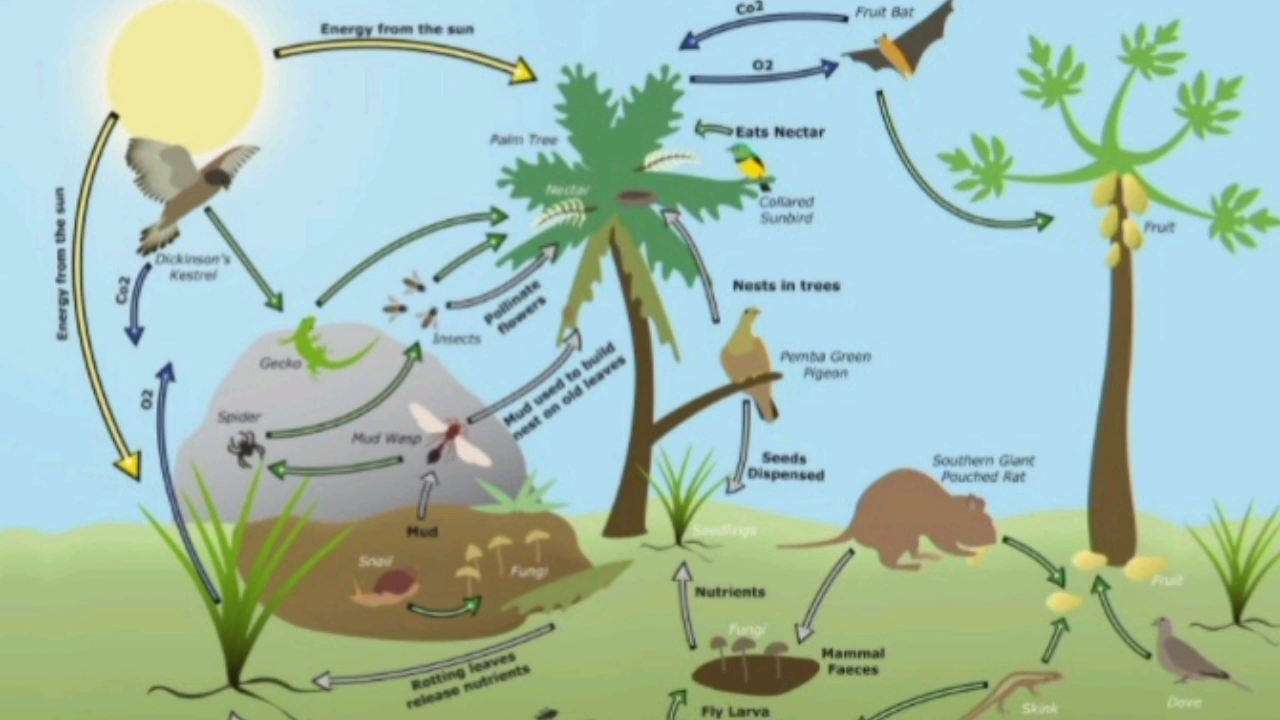 Energy from the sun
Co2
Fruit Bat
O2
Palm Tree
Eats Nectar
Nectar
Collared
Sunbird
Fruit
Energy from the sun
Dickinson's
Kestrel
Co2
Pollinate
flowers
Insects
Nests in trees
Gecko
Pemba Green
Pigeon
O2
Mud used to build
nest on old leaves
Spider
Mud Wasp
Seeds
Dispensed
Southern Giant
Pouched Rat
Mud
Seedlings
Snail
Fungi
Fruit
Nutrients
Fungi
Mammal
Faeces
Rotting leaves
release nutrients
Fly Larva
Skink
Dove